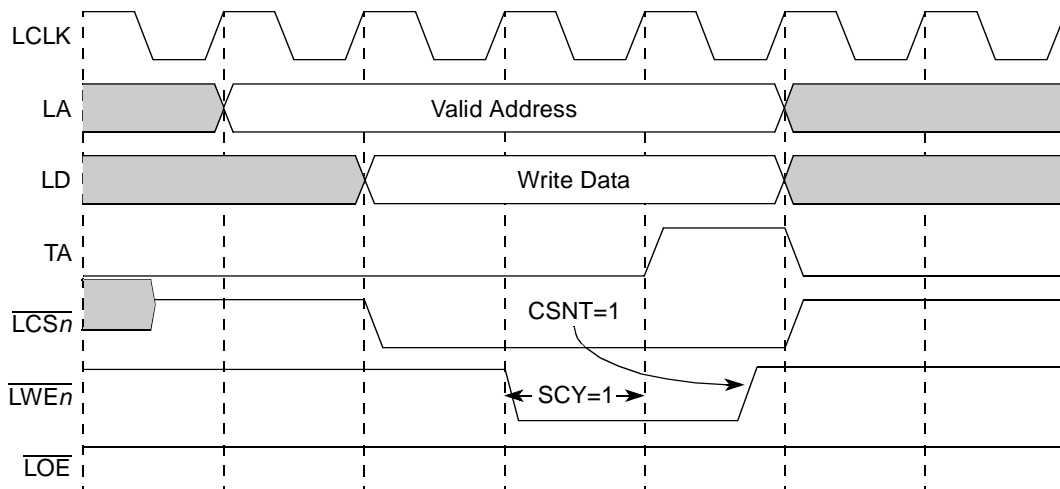 LCLK
LA
Valid Address
LD
Write Data
TA
LCSn
CSNT=1
LWEn
SCY=1
LOE